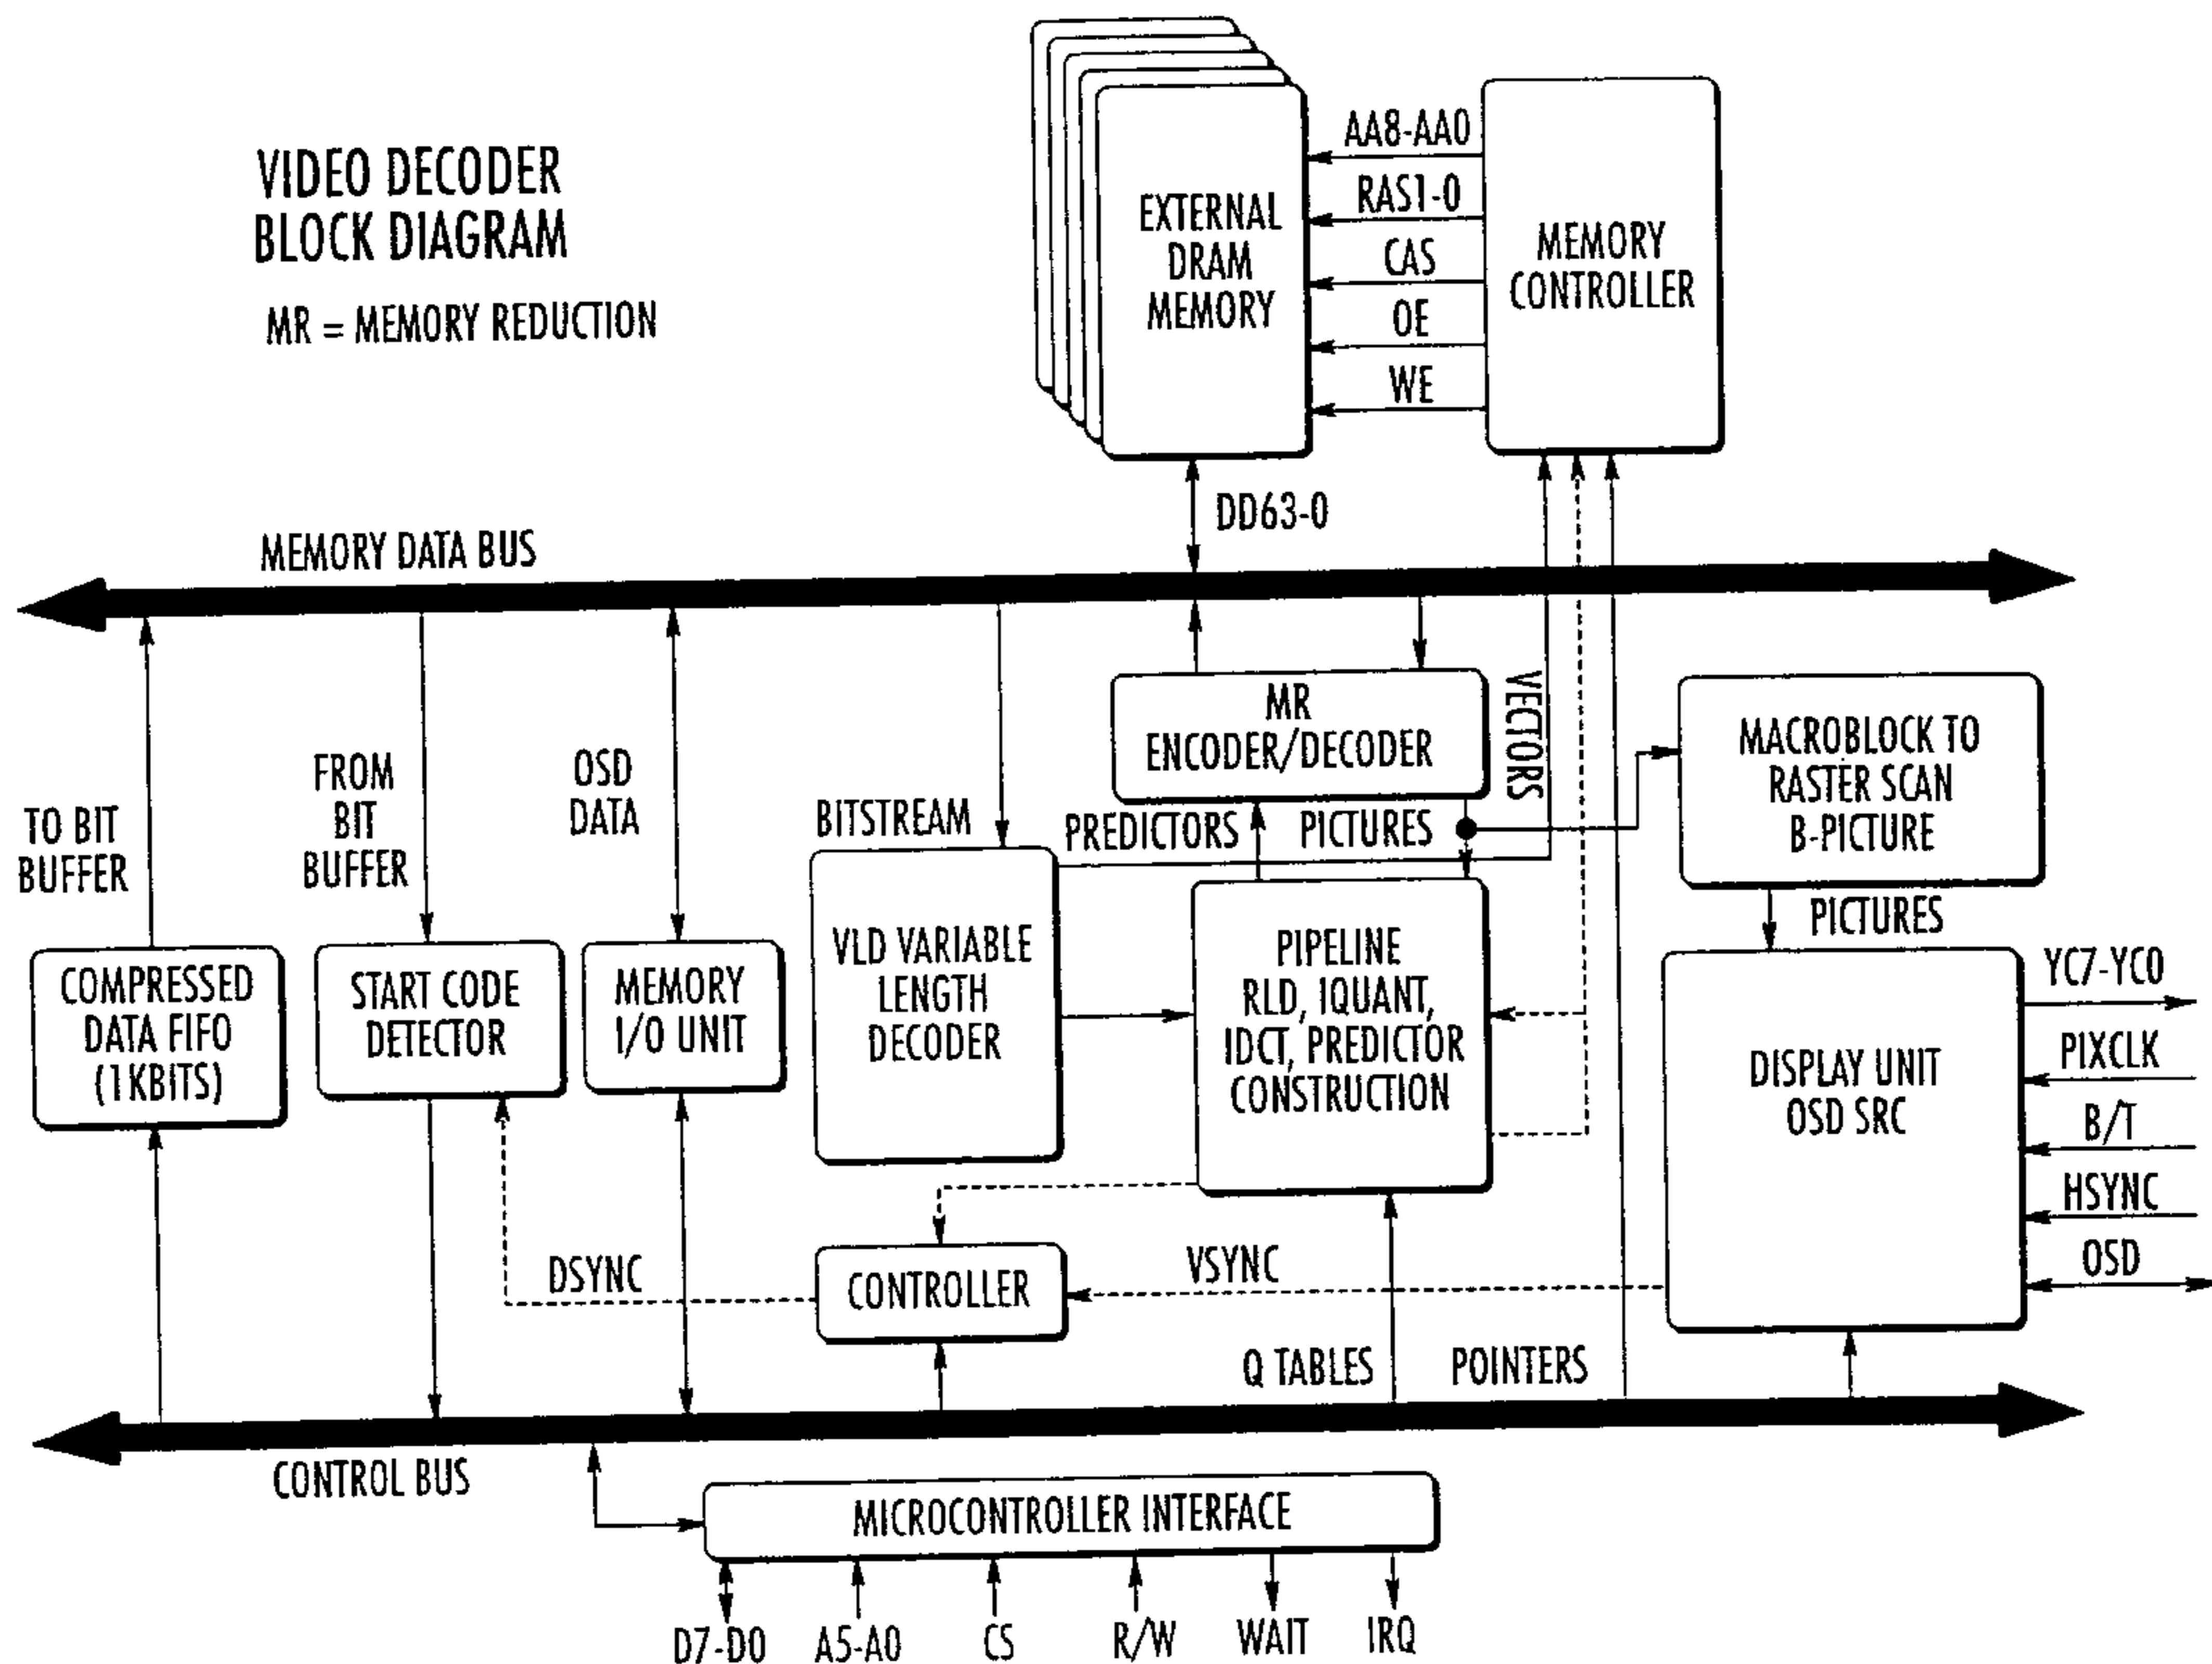 VIDEO DECODER
BLOCK DIAGRAM
MR = MEMORY REDUCTION
EXTERNAL
DRAM
MEMORY
AA8-AA0
RAS1-0
CAS
OE
WE
MEMORY
CONTROLLER
DD63-0
MEMORY DATA BUS
TO BIT
BUFFER
FROM
BIT
BUFFER
OSD
DATA
BITSTREAM
MR
ENCODER/DECODER
VECTORS
PREDICTORS
PICTURES
MACROBLOCK TO
RASTER SCAN
B-PICTURE
PICTURES
COMPRESSED
DATA FIFO
(1KBITS)
START CODE
DETECTOR
MEMORY
I/O UNIT
VLD VARIABLE
LENGTH
DECODER
PIPELINE
RLD, IQUANT,
IDCT, PREDICTOR
CONSTRUCTION
DISPLAY UNIT
OSD SRC
YC7-YC0
PIXCLK
B/T
HSYNC
OSD
DSYNC
CONTROLLER
VSYNC
Q TABLES
POINTERS
CONTROL BUS
MICROCONTROLLER INTERFACE
D7-D0
A5-A0
CS
R/W
WAIT
IRQ